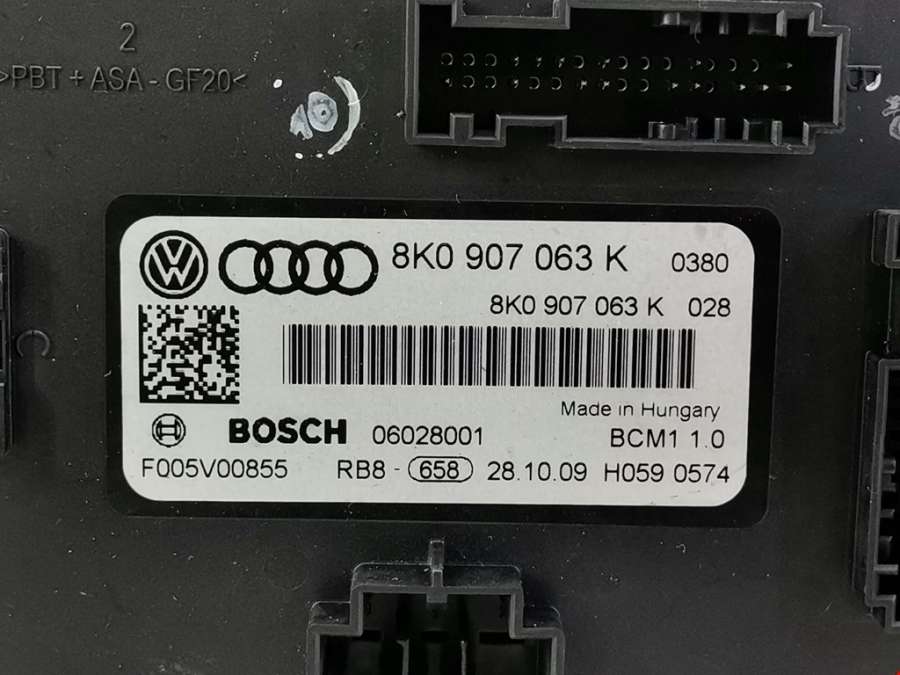 2
>PBT + ASA - GF20<
8K0 907 063 K 0380
8K0 907 063 K 028
Made in Hungary
BOSCH 06028001 BCM1 1.0
F005V00855 RB8 - 658 28.10.09 H059 0574